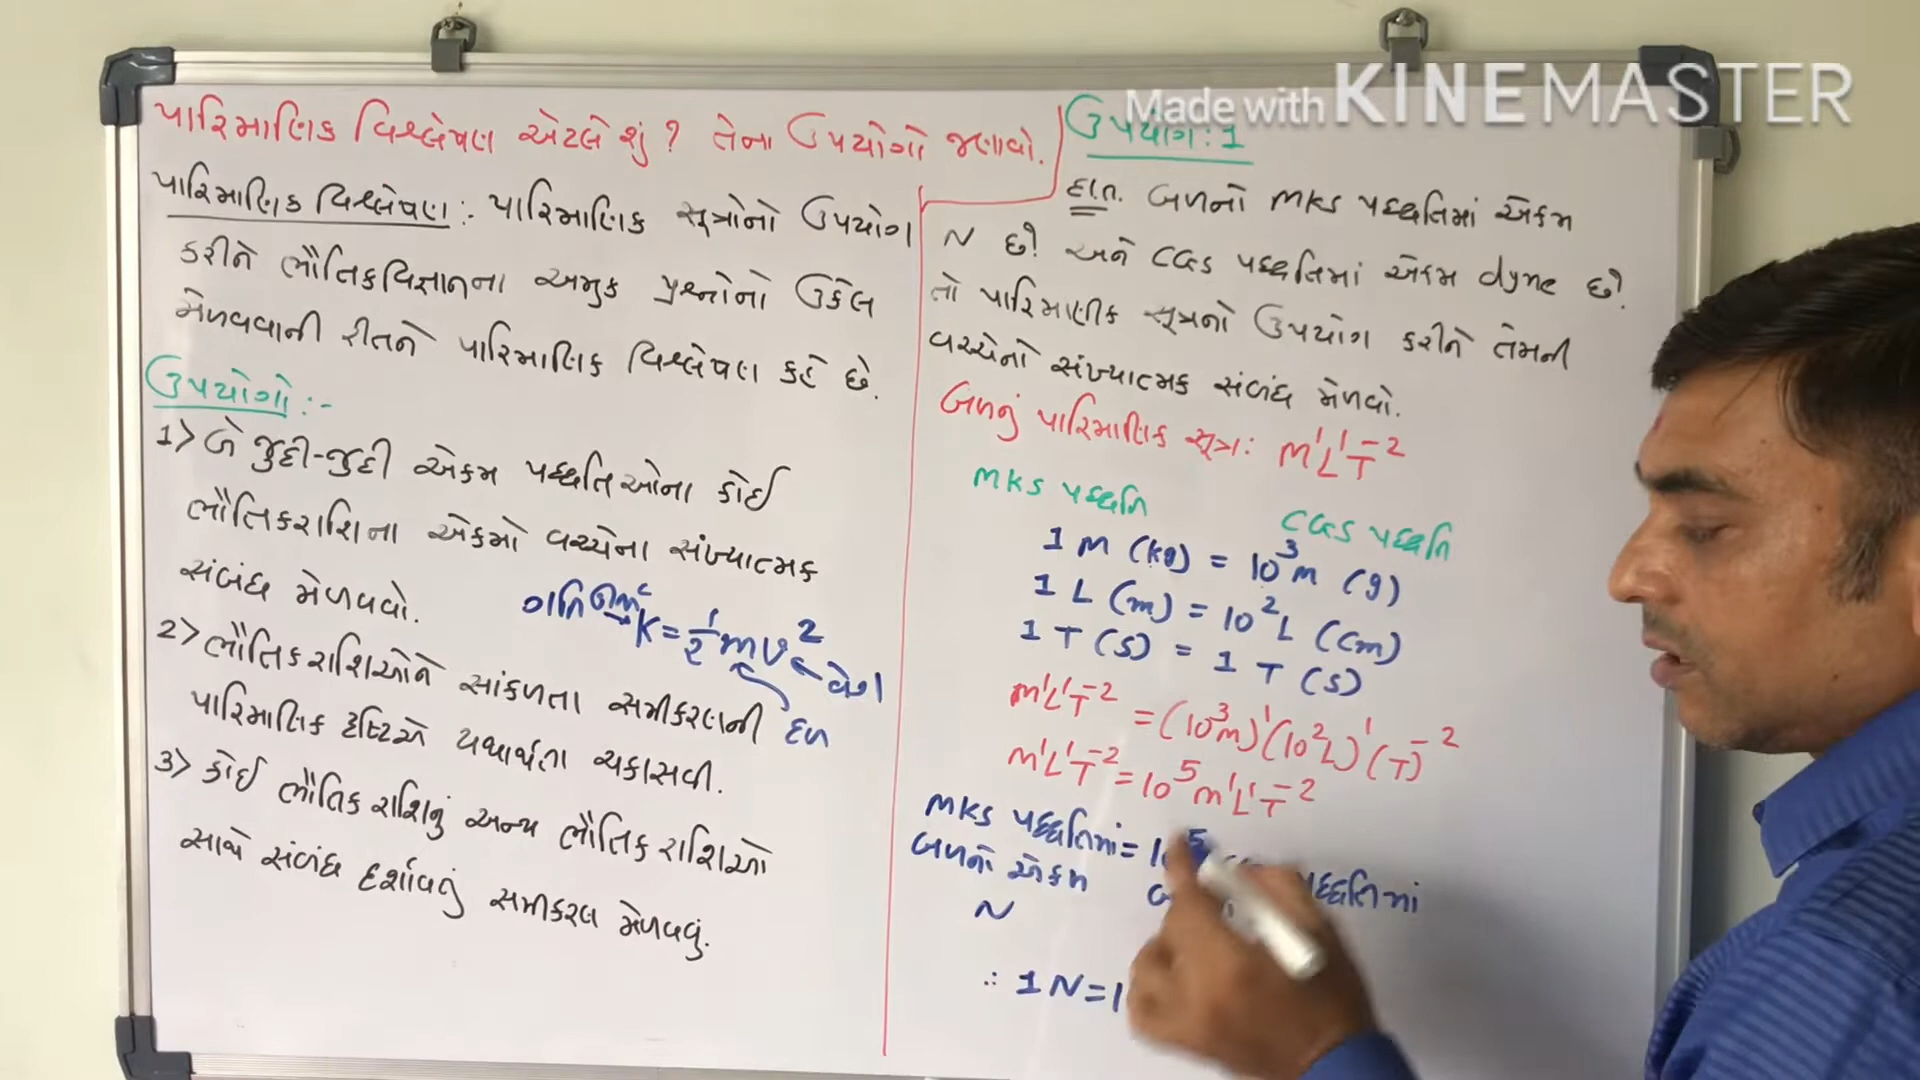 Made with KINEMASTER
પારિમાણિક વિશ્લેષણ એટલે શું? તેના ઉપયોગો જણાવો.
પારિમાણિક વિશ્લેષણ:- પારિમાણિક સૂત્રોનો ઉપયોગ
કરીને ભૌતિકવિજ્ઞાનના અમુક પ્રશ્નોનો ઉકેલ
મેળવવાની રીતને પારિમાણિક વિશ્લેષણ કહે છે.
ઉપયોગો:-
1> બે જુદી-જુદી એકમ પદ્ધતિઓના કોઈ
ભૌતિકરાશિના એકમો વચ્ચેના સંખ્યાત્મક
સંબંધ મેળવવો.
ગતિ → K = 1/2 mv² ← વેગ
દળ
2> ભૌતિકરાશિઓને સાંકળતા સમીકરણની
પારિમાણિક દૃષ્ટિએ યથાર્થતા ચકાસવી.
3> કોઈ ભૌતિક રાશિનું અન્ય ભૌતિક રાશિઓ
સાથે સંબંધ દર્શાવતું સમીકરણ મેળવવું.
ઉપયોગ:1
દા.ત. બળનો MKS પદ્ધતિમાં એકમ
N છે. અને CGS પદ્ધતિમાં એકમ dyne છે.
તો પારિમાણીક સૂત્રનો ઉપયોગ કરીને તેમની
વચ્ચેનો સંખ્યાત્મક સંબંધ મેળવો.
બળનું પારિમાણિક સૂત્ર: M¹L¹T⁻²
MKS પદ્ધતિ CGS પદ્ધતિ
1 M (kg) = 10³ M (g)
1 L (m) = 10² L (cm)
1 T (s) = 1 T (s)
M¹L¹T⁻² = (10³M)¹(10²L)¹(T)⁻²
M¹L¹T⁻² = 10⁵ M¹L¹T⁻²
MKS પદ્ધતિમાં = 10⁵ પદ્ધતિમાં
બળનો એકમ
N
∴ 1 N = 1